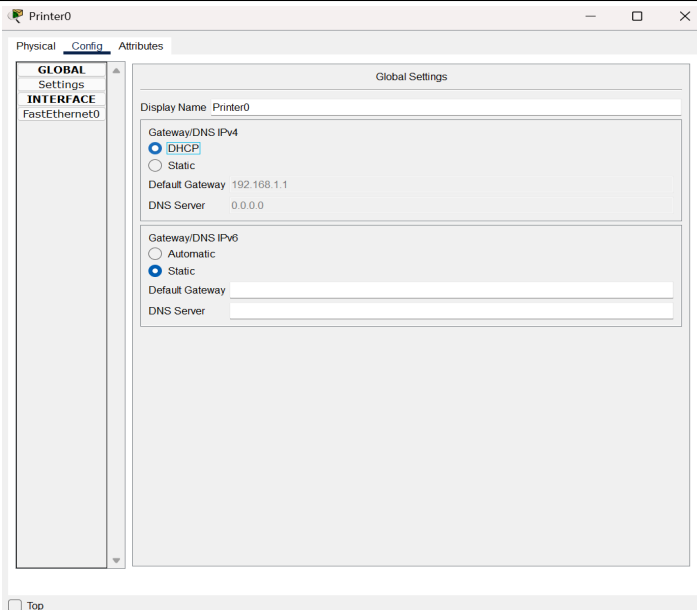 Printer0
Physical Config Attributes
GLOBAL
Settings
INTERFACE
FastEthernet0
Global Settings
Display Name Printer0
Gateway/DNS IPv4
DHCP
Static
Default Gateway 192.168.1.1
DNS Server 0.0.0.0
Gateway/DNS IPv6
Automatic
Static
Default Gateway
DNS Server
Top